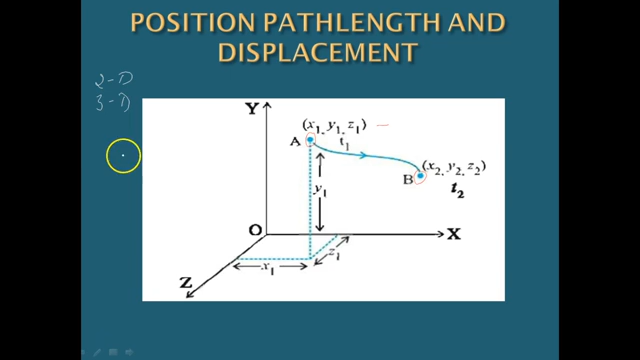 POSITION PATHLENGTH AND
DISPLACEMENT
2-D
3-D
Y
(x1, y1, z1)
A
t1
(x2, y2, z2)
B
t2
y1
O
X
z1
x1
Z